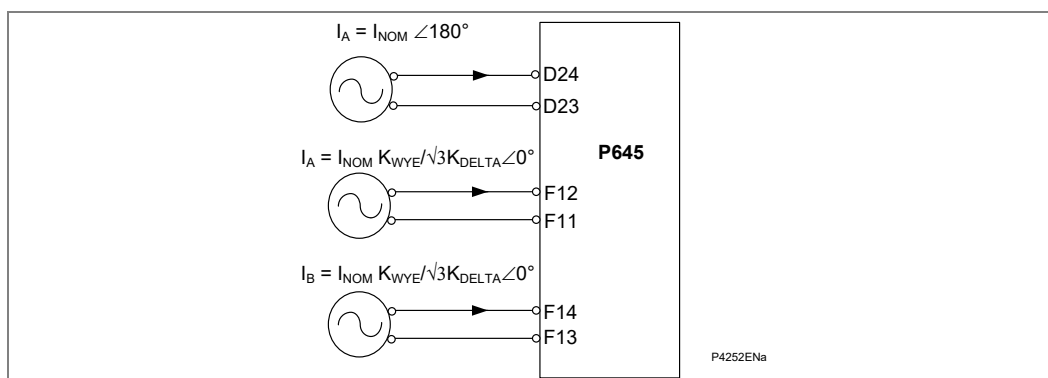 I_A = I_NOM ∠180°
D24
D23
P645
I_A = I_NOM K_WYE/√3K_DELTA∠0°
F12
F11
I_B = I_NOM K_WYE/√3K_DELTA∠0°
F14
F13
P4252ENa